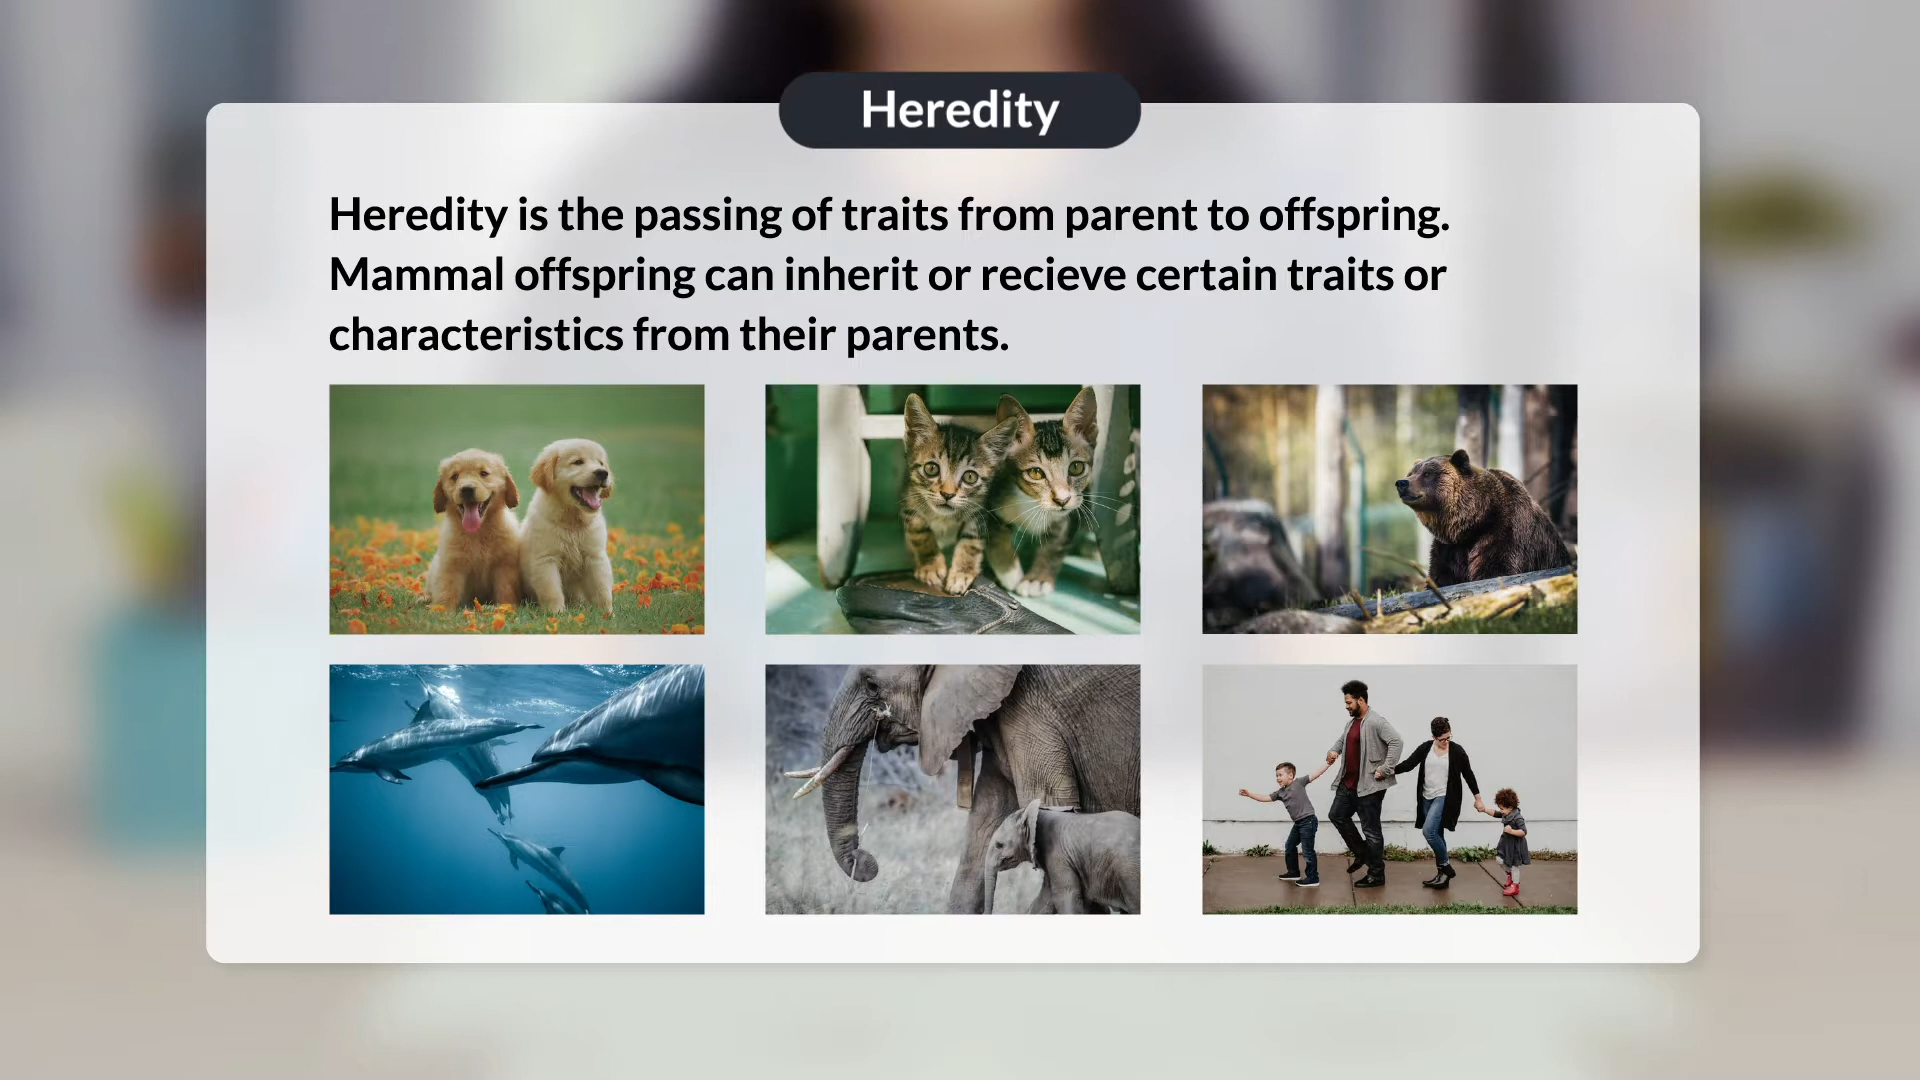 Heredity
Heredity is the passing of traits from parent to offspring.
Mammal offspring can inherit or recieve certain traits or
characteristics from their parents.